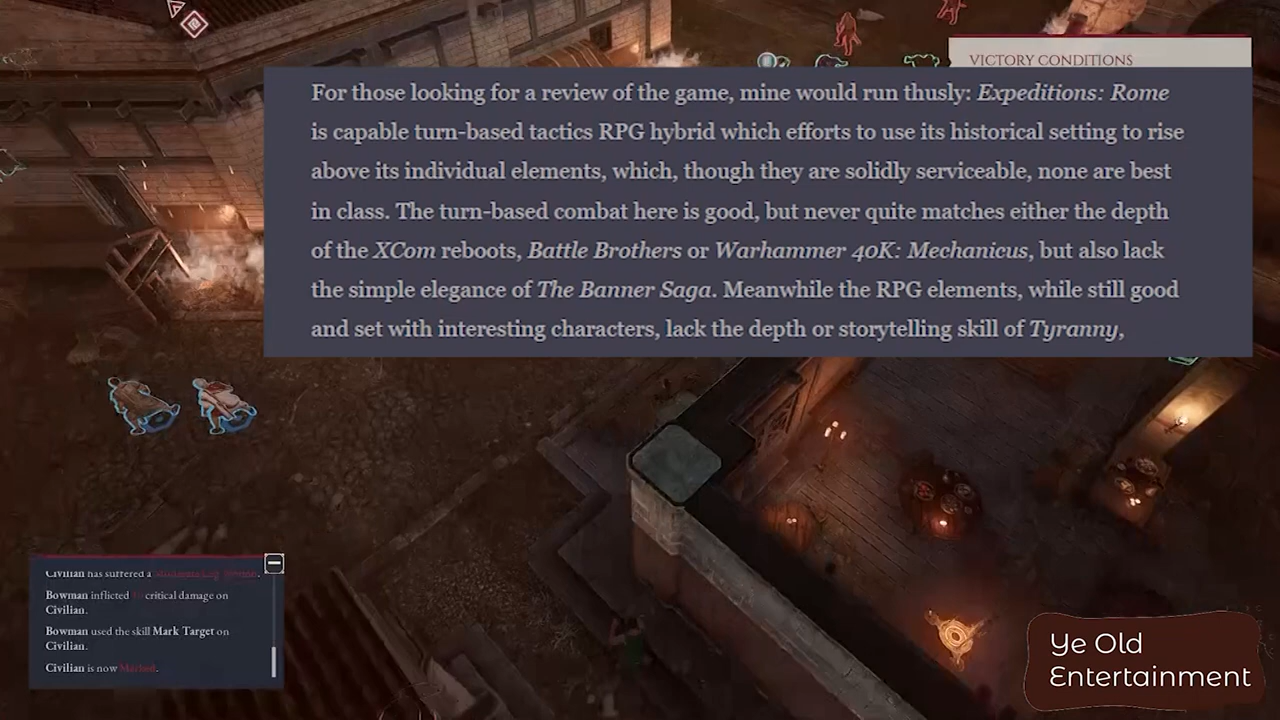 VICTORY CONDITIONS
For those looking for a review of the game, mine would run thusly: Expeditions: Rome
is capable turn-based tactics RPG hybrid which efforts to use its historical setting to rise
above its individual elements, which, though they are solidly serviceable, none are best
in class. The turn-based combat here is good, but never quite matches either the depth
of the XCom reboots, Battle Brothers or Warhammer 40K: Mechanicus, but also lack
the simple elegance of The Banner Saga. Meanwhile the RPG elements, while still good
and set with interesting characters, lack the depth or storytelling skill of Tyranny,
Civilian has suffered a
Bowman inflicted critical damage on
Civilian.
Bowman used the skill Mark Target on
Civilian.
Civilian is now Marked.
Ye Old
Entertainment